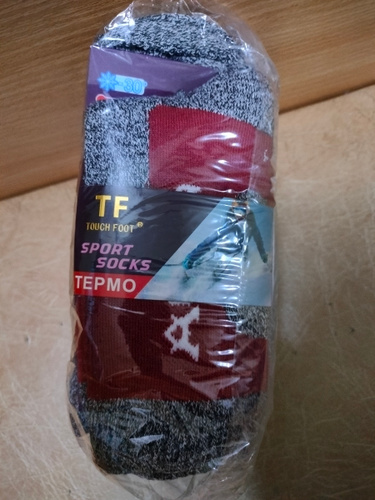 TF
TOUCH FOOT
SPORT
SOCKS
ТЕРМО